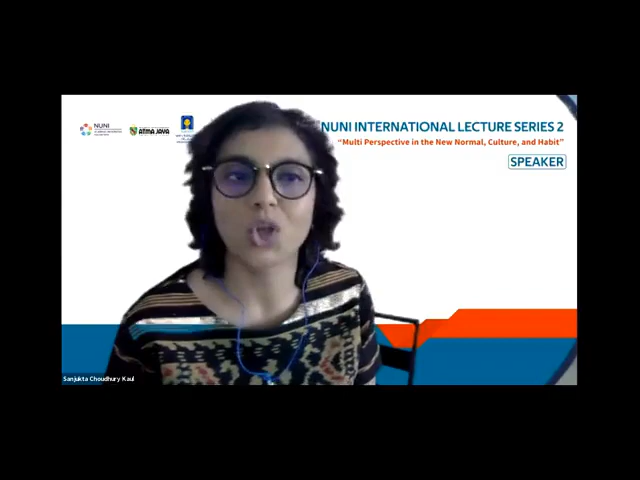 NUNI
ATMA JAYA
NUNI INTERNATIONAL LECTURE SERIES 2
"Multi Perspective in the New Normal, Culture, and Habit"
SPEAKER
Sanjukta Choudhury Kaul